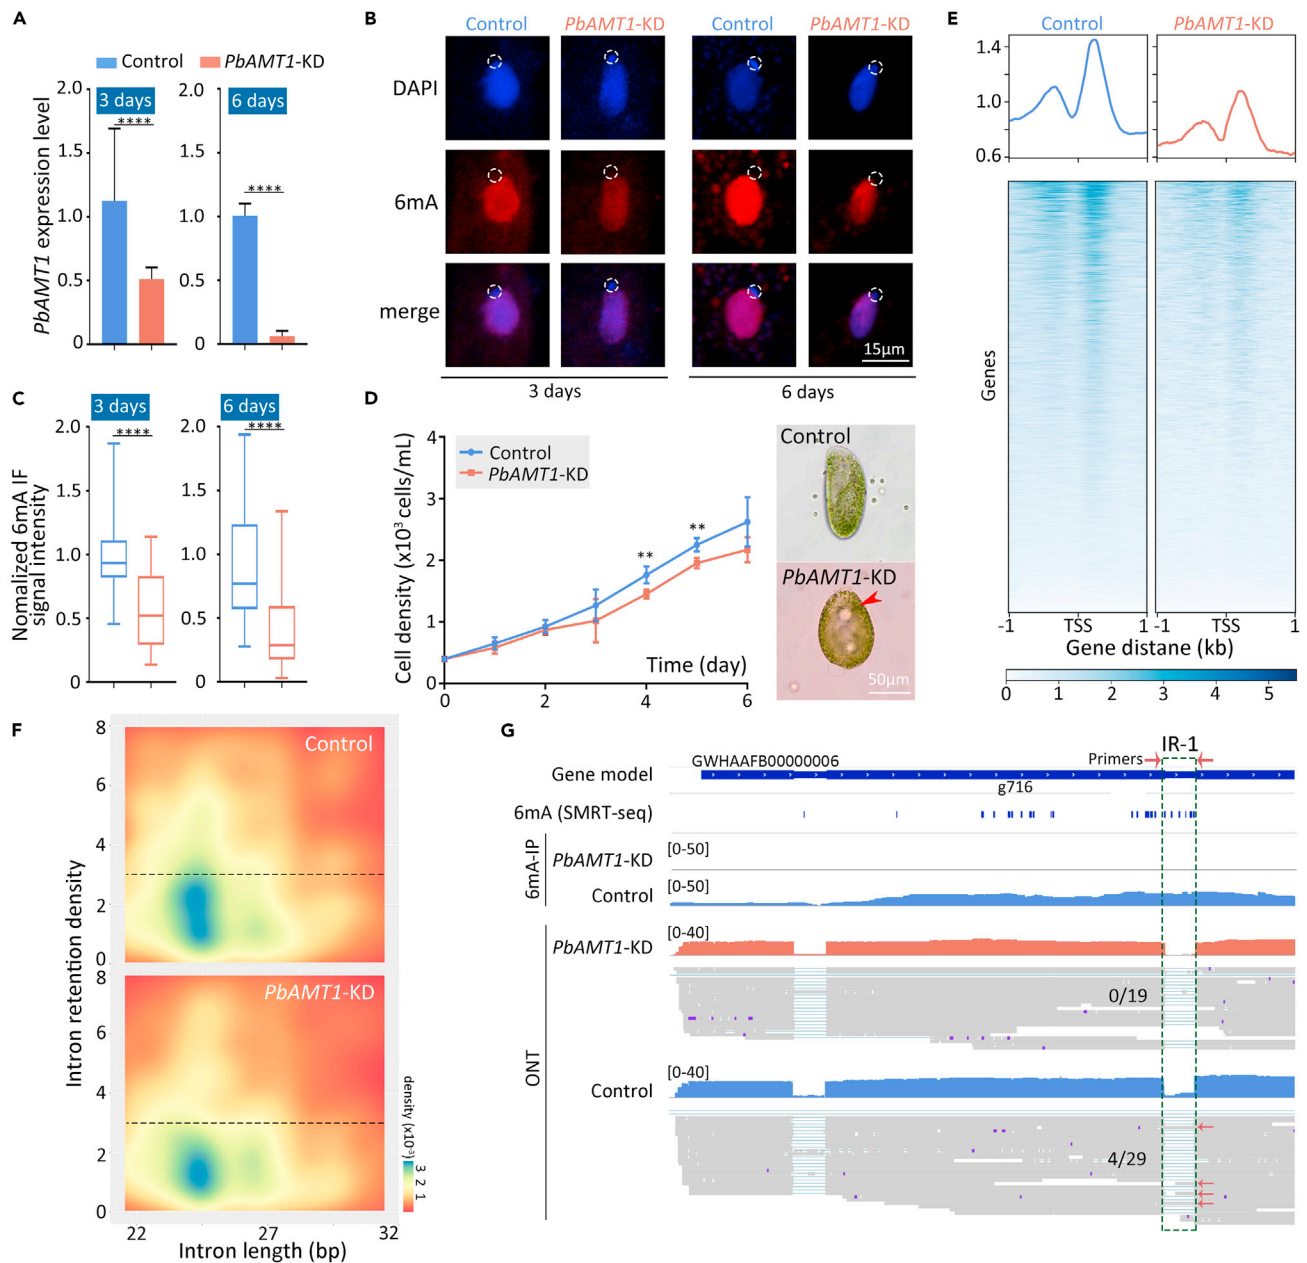 A
Control
PbAMT1-KD
PbAMT1 expression level
3 days
6 days
2.0
1.5
1.0
0.5
0
2.0
1.5
1.0
0.5
0
****
****
B
Control
PbAMT1-KD
Control
PbAMT1-KD
DAPI
6mA
merge
15μm
3 days
6 days
C
3 days
6 days
Nomalized 6mA IF
signal intensity
2.0
1.5
1.0
0.5
0
2.0
1.5
1.0
0.5
0
****
****
D
Control
PbAMT1-KD
Cell density (x10³ cells/mL)
4
3
2
1
0
**
**
Time (day)
0
2
4
6
Control
PbAMT1-KD
50μm
E
Control
PbAMT1-KD
1.4
1.0
0.6
Genes
-1
TSS
1
-1
TSS
1
Gene distane (kb)
0
1
2
3
4
5
F
Control
8
6
4
2
0
Intron retention density
PbAMT1-KD
8
6
4
2
0
density (x10⁻³)
3
2
1
22
27
32
Intron length (bp)
G
IR-1
Primers
GWHAAFB00000006
Gene model
g716
6mA (SMRT-seq)
6mA-IP
PbAMT1-KD
[0-50]
Control
[0-50]
ONT
PbAMT1-KD
[0-40]
0/19
Control
[0-40]
4/29